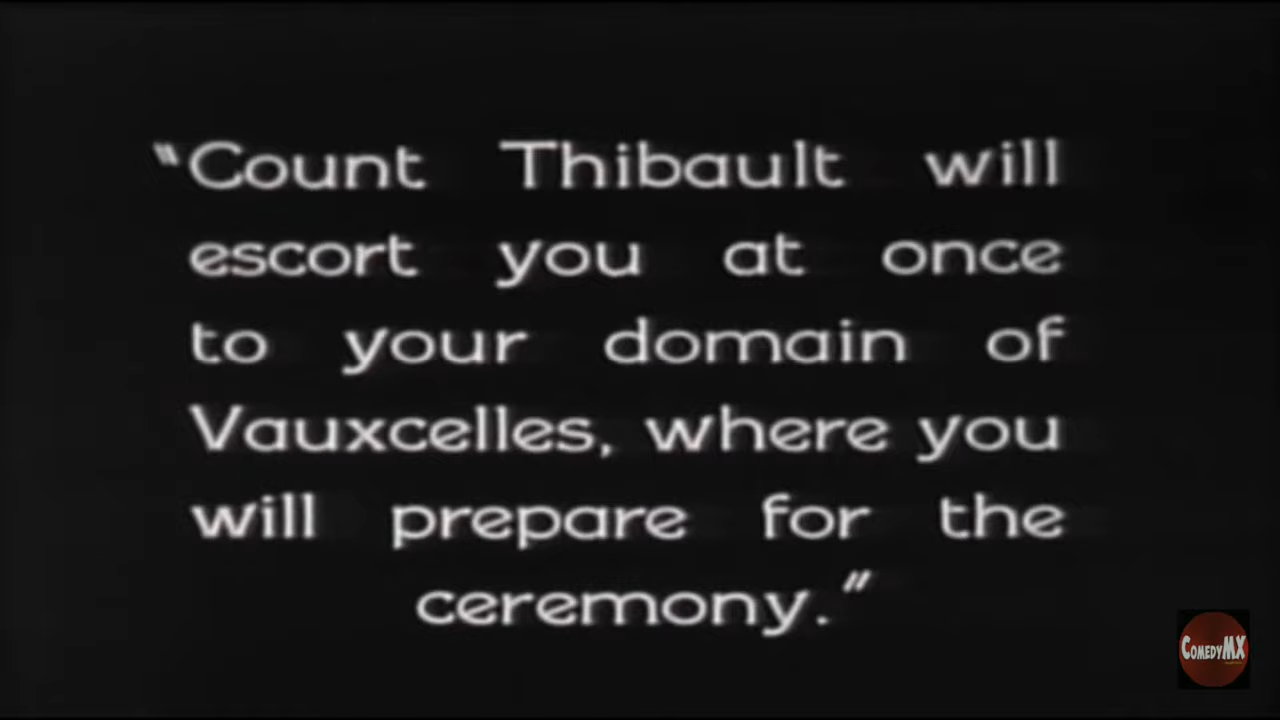 "Count Thibault will
escort you at once
to your domain of
Vauxcelles, where you
will prepare for the
ceremony."
COMEDYMX